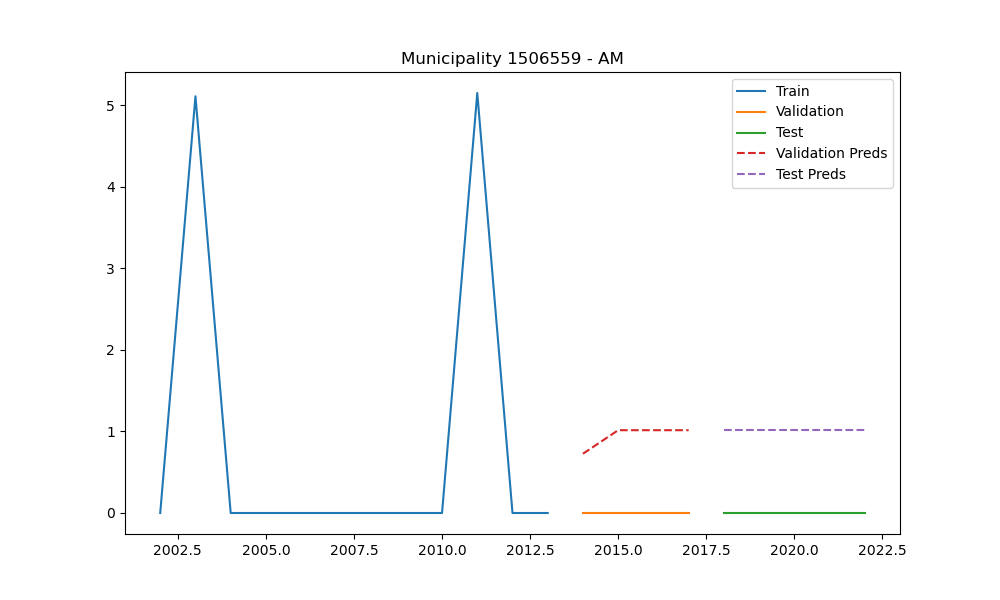 Municipality 1506559 - AM
Train
Validation
Test
Validation Preds
Test Preds
5
4
3
2
1
0
2002.5 2005.0 2007.5 2010.0 2012.5 2015.0 2017.5 2020.0 2022.5